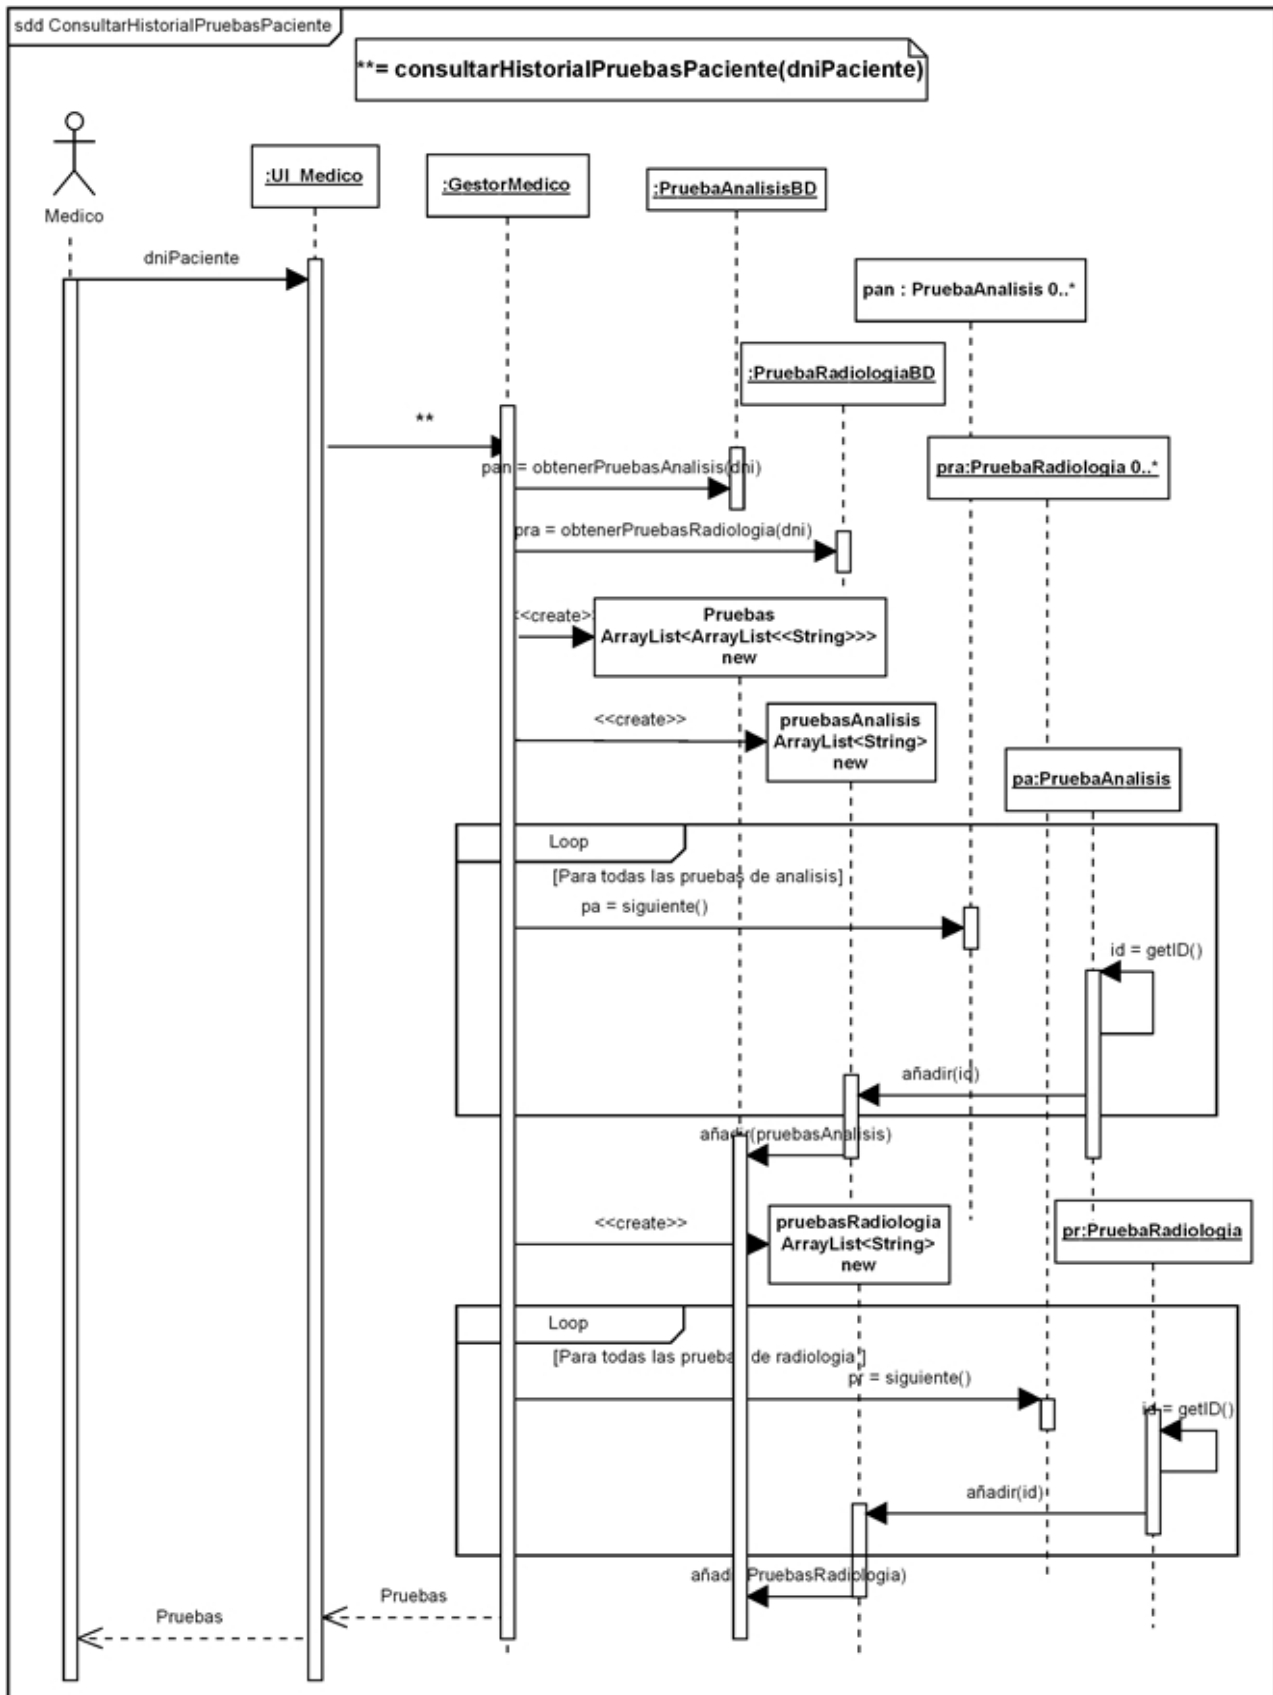 sdd ConsultarHistorialPruebasPaciente
**= consultarHistorialPruebasPaciente(dniPaciente)
Medico
:UI_Medico
:GestorMedico
:PruebaAnalisisBD
dniPaciente
pan : PruebaAnalisis 0..*
:PruebaRadiologiaBD
**
pra:PruebaRadiologia 0..*
pan = obtenerPruebasAnalisis(dni)
pra = obtenerPruebasRadiologia(dni)
<<create>>
Pruebas
ArrayList<ArrayList<<String>>>
new
<<create>>
pruebasAnalisis
ArrayList<String>
new
pa:PruebaAnalisis
Loop
[Para todas las pruebas de analisis]
pa = siguiente()
id = getID()
añadir(id)
añadir(pruebasAnalisis)
<<create>>
pruebasRadiologia
ArrayList<String>
new
pr:PruebaRadiologia
Loop
[Para todas las pruebas de radiologia ]
pr = siguiente()
id = getID()
añadir(id)
añadir(PruebasRadiologia)
Pruebas
Pruebas